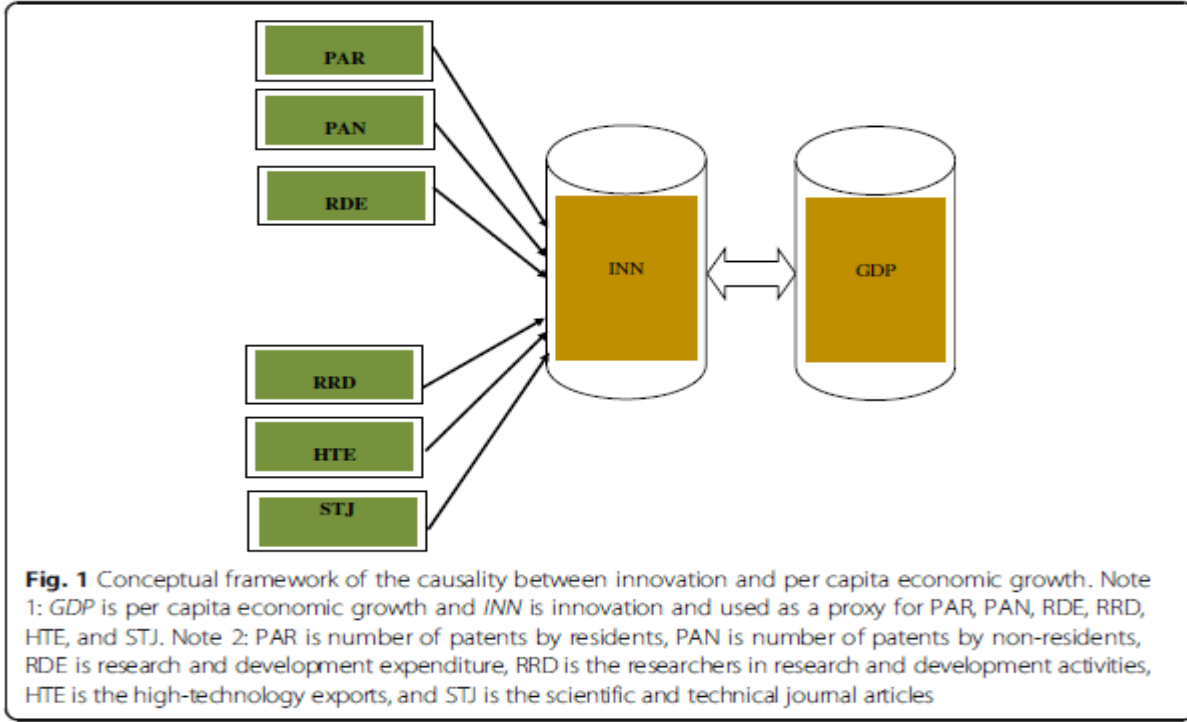 PAR
PAN
RDE
INN
GDP
RRD
HTE
STJ
Fig. 1 Conceptual framework of the causality between innovation and per capita economic growth. Note
1: GDP is per capita economic growth and INN is innovation and used as a proxy for PAR, PAN, RDE, RRD,
HTE, and STJ. Note 2: PAR is number of patents by residents, PAN is number of patents by non-residents,
RDE is research and development expenditure, RRD is the researchers in research and development activities,
HTE is the high-technology exports, and STJ is the scientific and technical journal articles